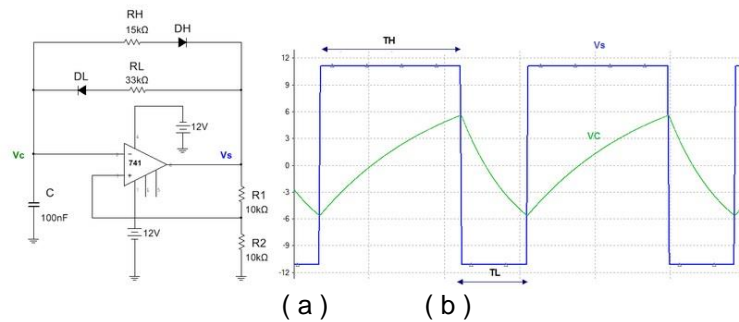 RH
15kΩ
DH
DL
RL
33kΩ
12V
Vc
741
Vs
C
100nF
R1
10kΩ
12V
R2
10kΩ
TH
Vs
12
9
6
VC
3
0
-3
-6
-9
-12
TL
( a ) ( b )